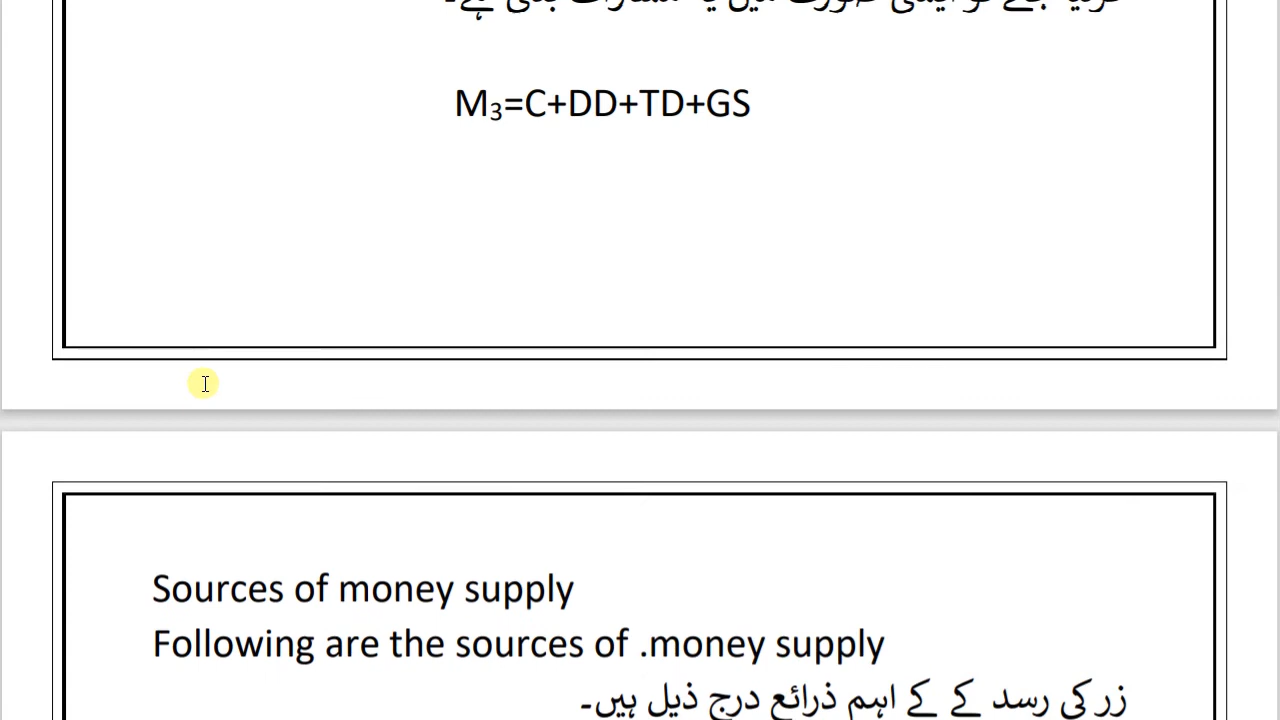 M₃=C+DD+TD+GS
Sources of money supply
Following are the sources of .money supply
زر کی رسد کے کے اہم ذرائع درج ذیل ہیں۔